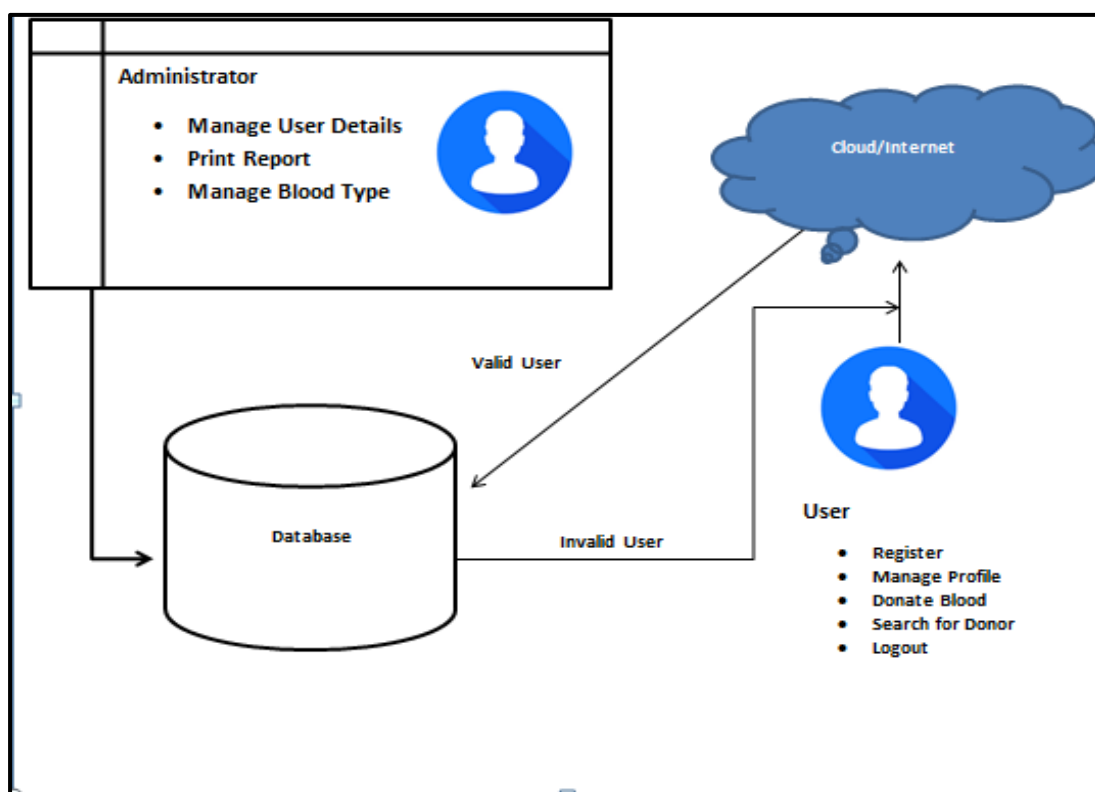 Administrator
• Manage User Details
• Print Report
• Manage Blood Type
Cloud/Internet
Valid User
Database
Invalid User
User
• Register
• Manage Profile
• Donate Blood
• Search for Donor
• Logout